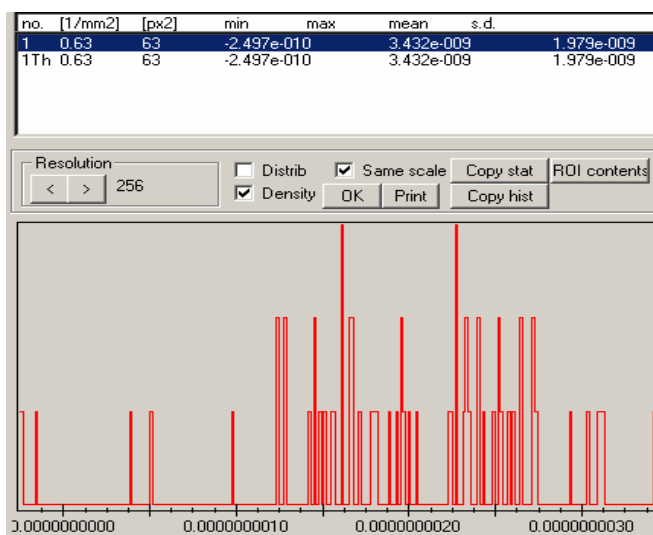 no. [1/mm2] [px2] min max mean s.d.
1 0.63 63 -2.497e-010 3.432e-009 1.979e-009
1Th 0.63 63 -2.497e-010 3.432e-009 1.979e-009
Resolution
< > 256
Distrib Same scale Copy stat ROI contents
Density OK Print Copy hist
0.0000000000 0.0000000010 0.0000000020 0.0000000030